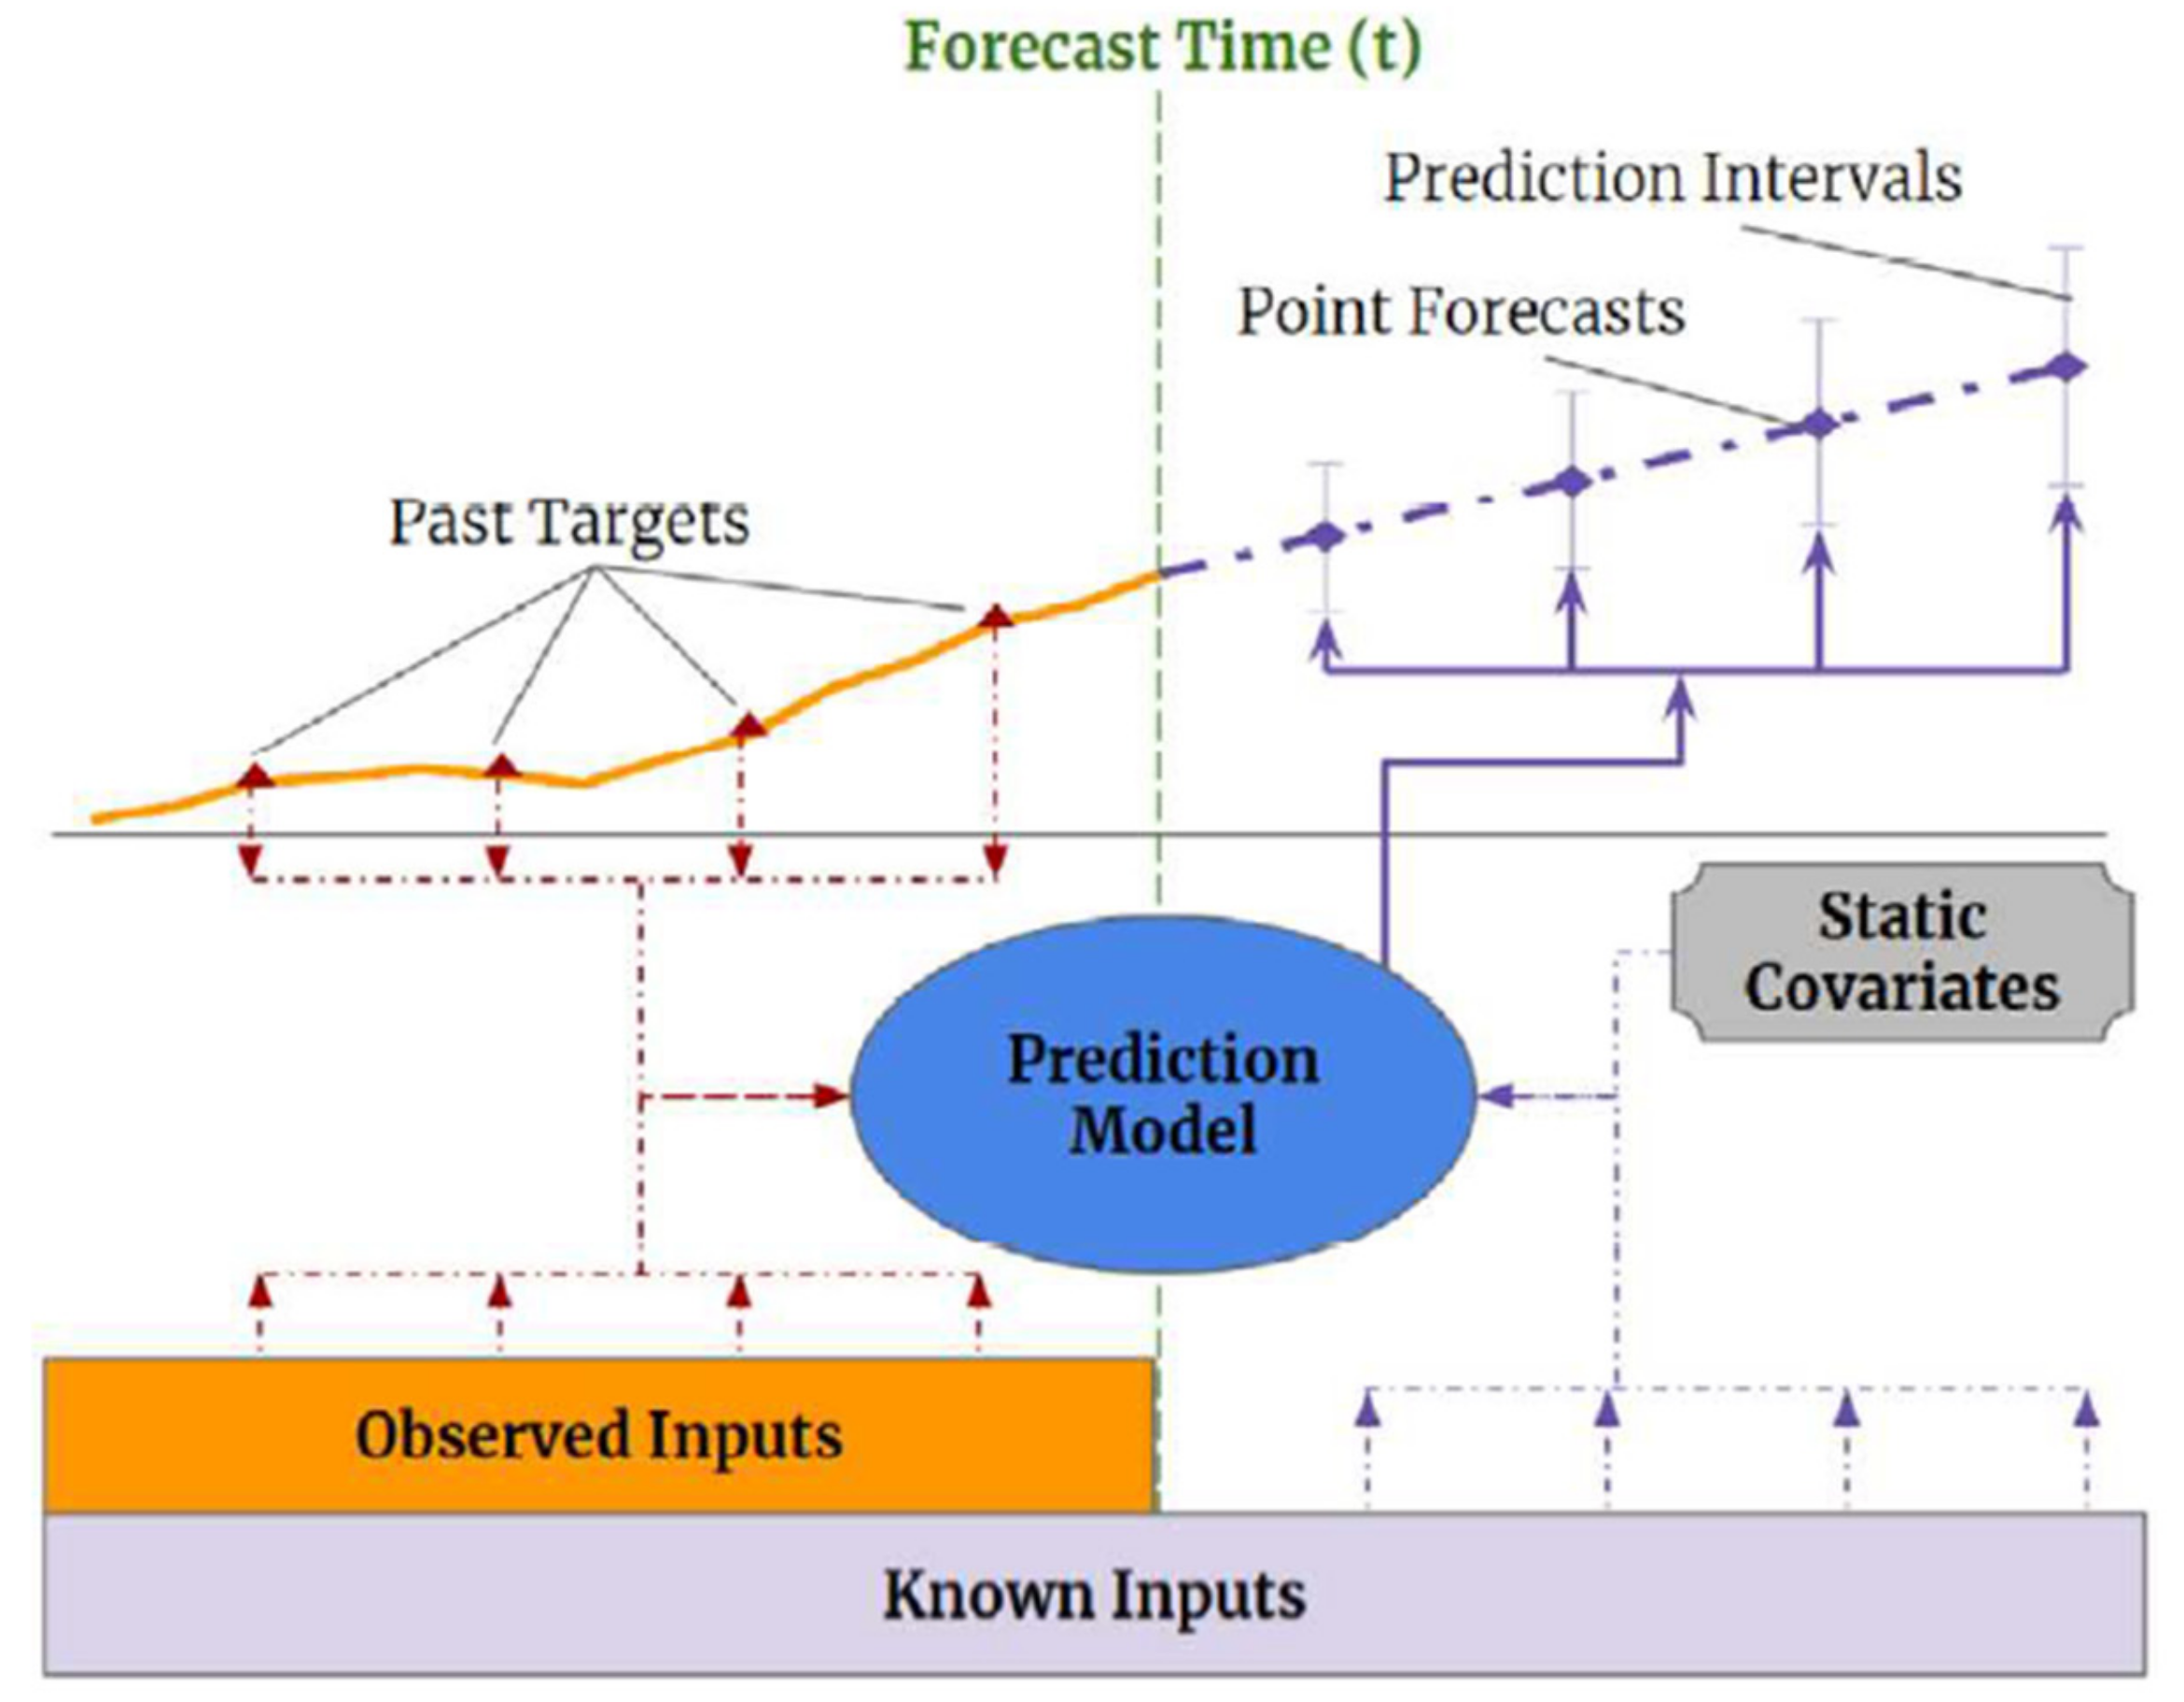 Forecast Time (t)
Prediction Intervals
Point Forecasts
Past Targets
Static
Covariates
Prediction
Model
Observed Inputs
Known Inputs